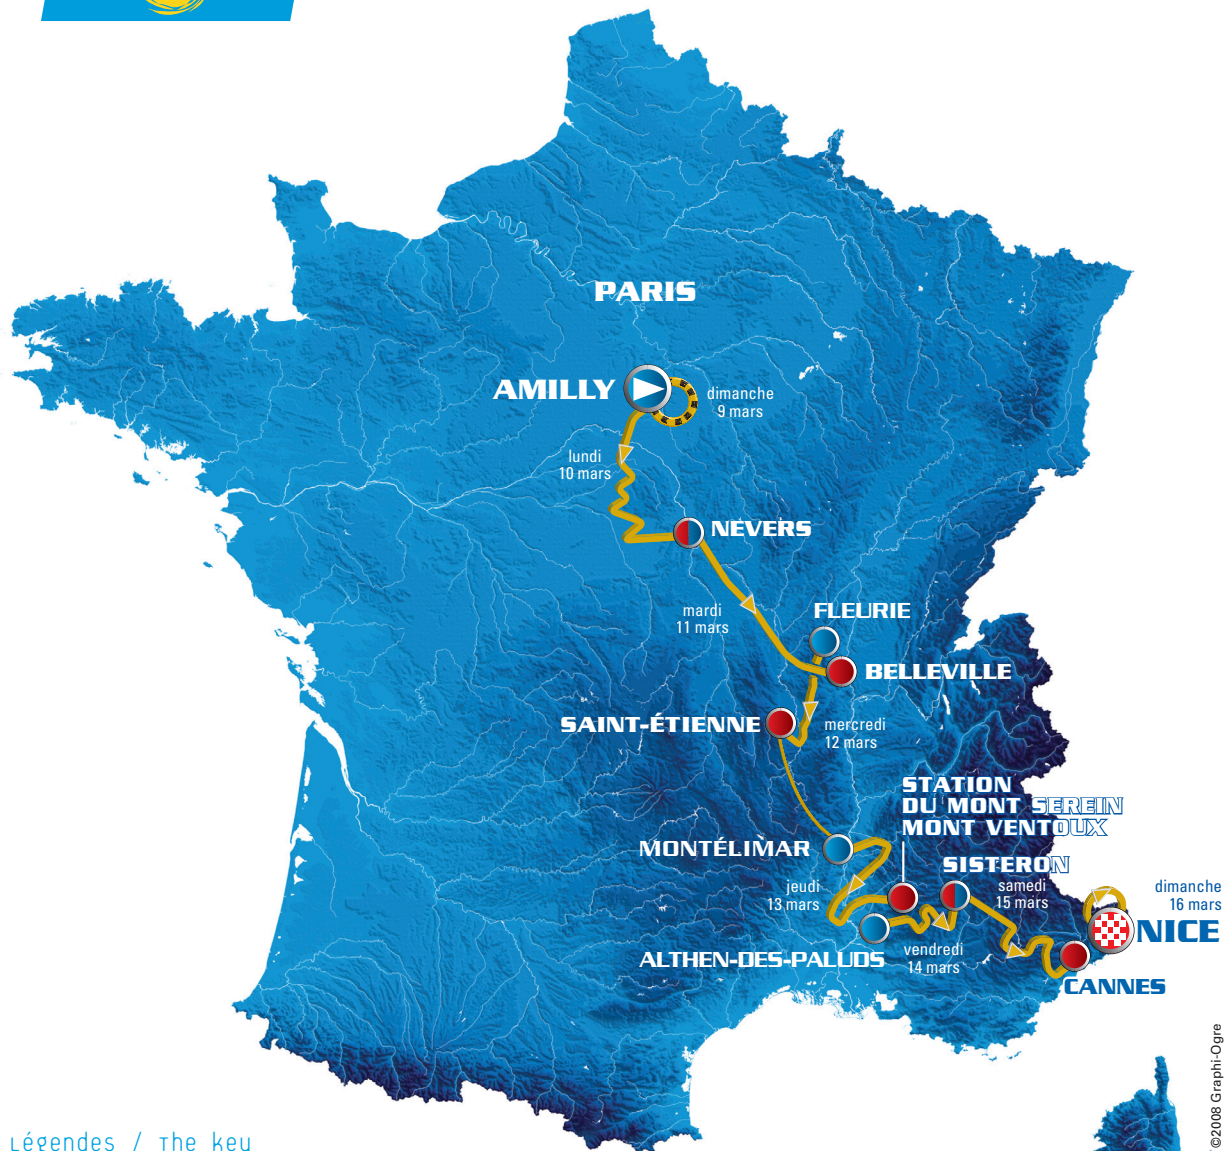 PARIS
AMILLY
dimanche
9 mars
lundi
10 mars
NEVERS
mardi
11 mars
FLEURIE
BELLEVILLE
SAINT-ÉTIENNE
mercredi
12 mars
STATION
DU MONT SEREIN
MONT VENTOUX
MONTÉLIMAR
SISTERON
jeudi
13 mars
samedi
15 mars
dimanche
16 mars
NICE
ALTHEN-DES-PALUDS
vendredi
14 mars
CANNES
©2008 Graphi-Ogre
Légendes / The key